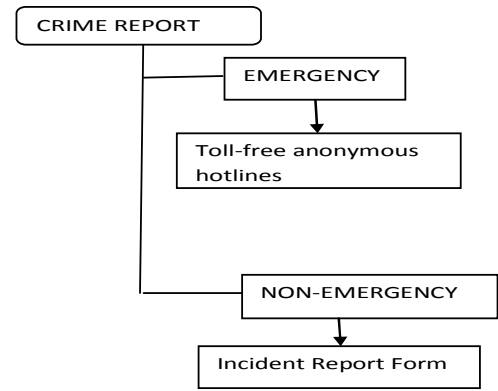 CRIME REPORT
EMERGENCY
Toll-free anonymous
hotlines
NON-EMERGENCY
Incident Report Form